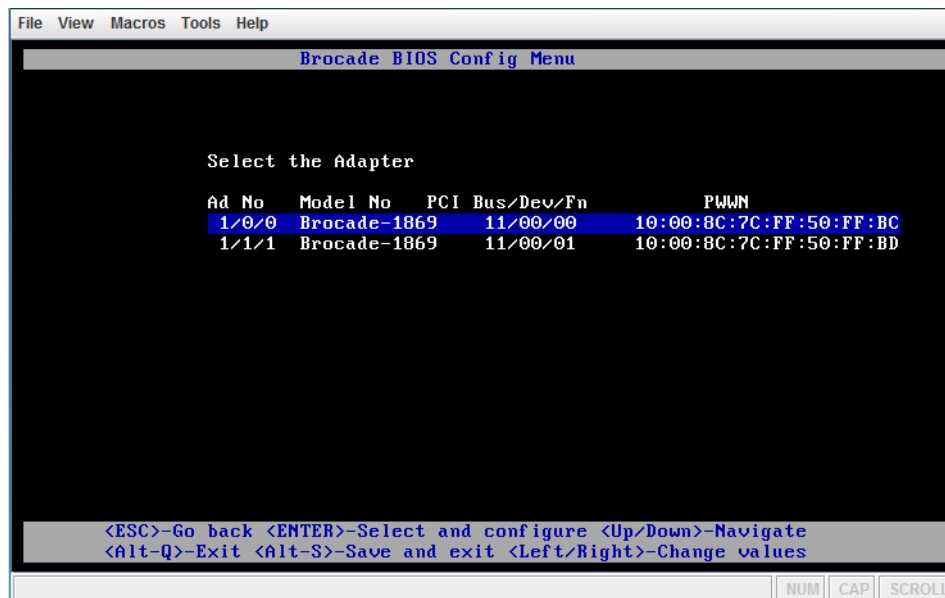 File View Macros Tools Help
Brocade BIOS Config Menu
Select the Adapter
Ad No Model No PCI Bus/Dev/Fn PWWN
1/0/0 Brocade-1869 11/00/00 10:00:8C:7C:FF:50:FF:BC
1/1/1 Brocade-1869 11/00/01 10:00:8C:7C:FF:50:FF:BD
<ESC>-Go back <ENTER>-Select and configure <Up/Down>-Navigate
<Alt-Q>-Exit <Alt-S>-Save and exit <Left/Right>-Change values
NUM CAP SCROLL